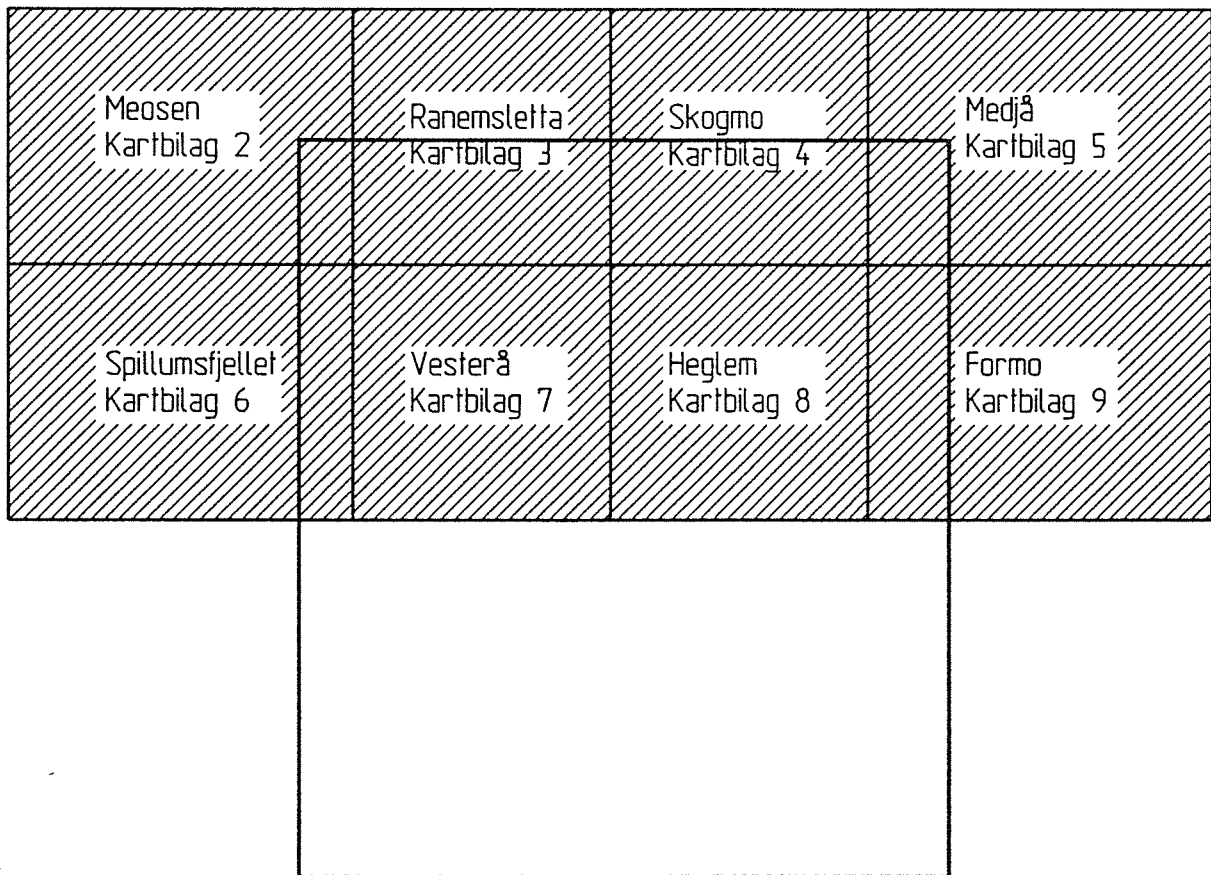 Meosen
Kartbilag 2
Ranemsletta
Kartbilag 3
Skogmo
Kartbilag 4
Medjå
Kartbilag 5
Spillumsfjellet
Kartbilag 6
Vesterå
Kartbilag 7
Heglem
Kartbilag 8
Formo
Kartbilag 9